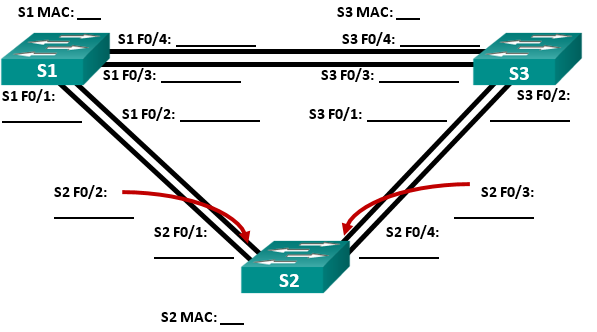 S1 MAC: ___
S3 MAC: ___
S1 F0/4: __________
S3 F0/4: __________
S1
S3
S1 F0/3: __________
S3 F0/3: __________
S1 F0/1:
__________
S3 F0/2:
__________
S1 F0/2: __________
S3 F0/1: __________
S2 F0/2:
__________
S2 F0/3:
__________
S2 F0/1:
__________
S2 F0/4:
__________
S2
S2 MAC: ___